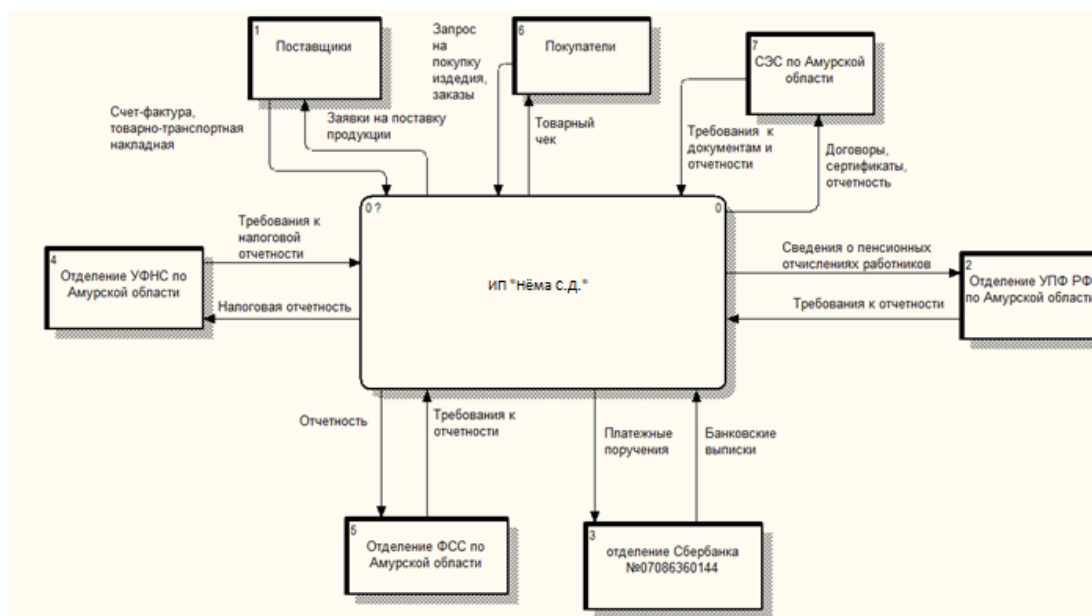 1
Поставщики
Запрос
на
покупку
издедия,
заказы
6
Покупатели
7
СЭС по Амурской
области
Счет-фактура,
товарно-транспортная
накладная
Заявки на поставку
продукции
Товарный
чек
Требования к
документам и
отчетности
Договоры,
сертификаты,
отчетность
0 ?
0
ИП "Нёма С.Д."
Требования к
налоговой
отчетности
4
Отделение УФНС по
Амурской области
Налоговая отчетность
Сведения о пенсионных
отчислениях работников
2
Отделение УПФ РФ
по Амурской области
Требования к отчетности
Отчетность
Требования к
отчетности
Платежные
поручения
Банковские
выписки
5
Отделение ФСС по
Амурской области
3
отделение Сбербанка
№07086360144